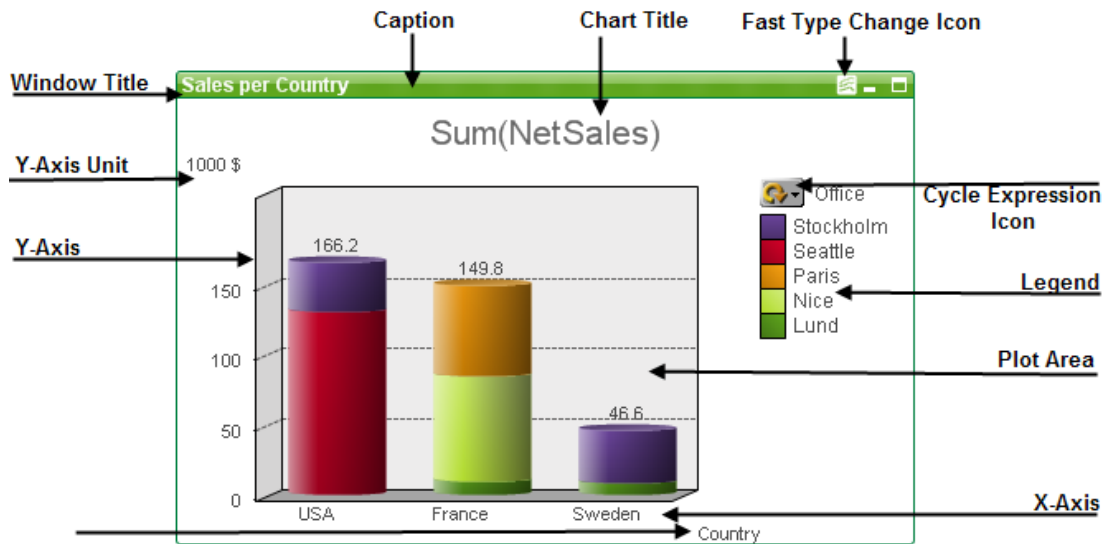 Caption
Chart Title
Fast Type Change Icon
Window Title
Sales per Country
Sum(NetSales)
Y-Axis Unit
1000 $
Office
Cycle Expression
Icon
Stockholm
Seattle
Paris
Nice
Lund
Legend
Y-Axis
166.2
149.8
46.6
150
100
50
0
Plot Area
USA
France
Sweden
X-Axis
Country